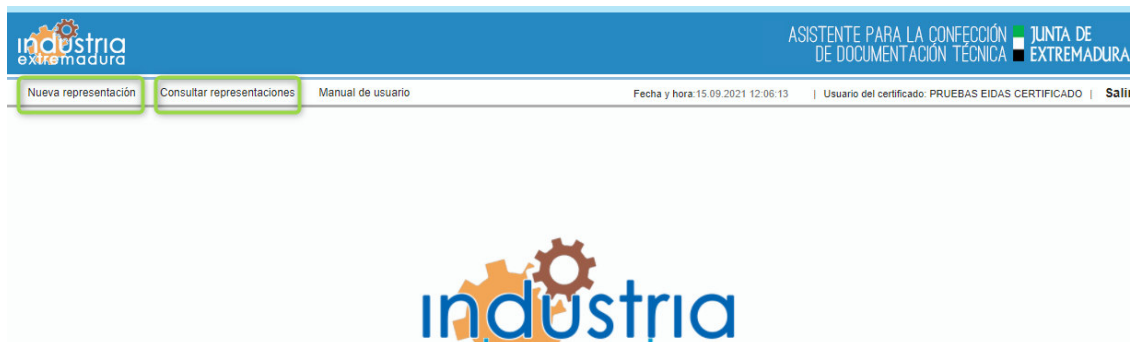 industria
extremadura
ASISTENTE PARA LA CONFECCIÓN
DE DOCUMENTACIÓN TÉCNICA
JUNTA DE
EXTREMADURA
Nueva representación Consultar representaciones Manual de usuario Fecha y hora:15.09.2021 12:06:13 | Usuario del certificado: PRUEBAS EIDAS CERTIFICADO | Salir
industria